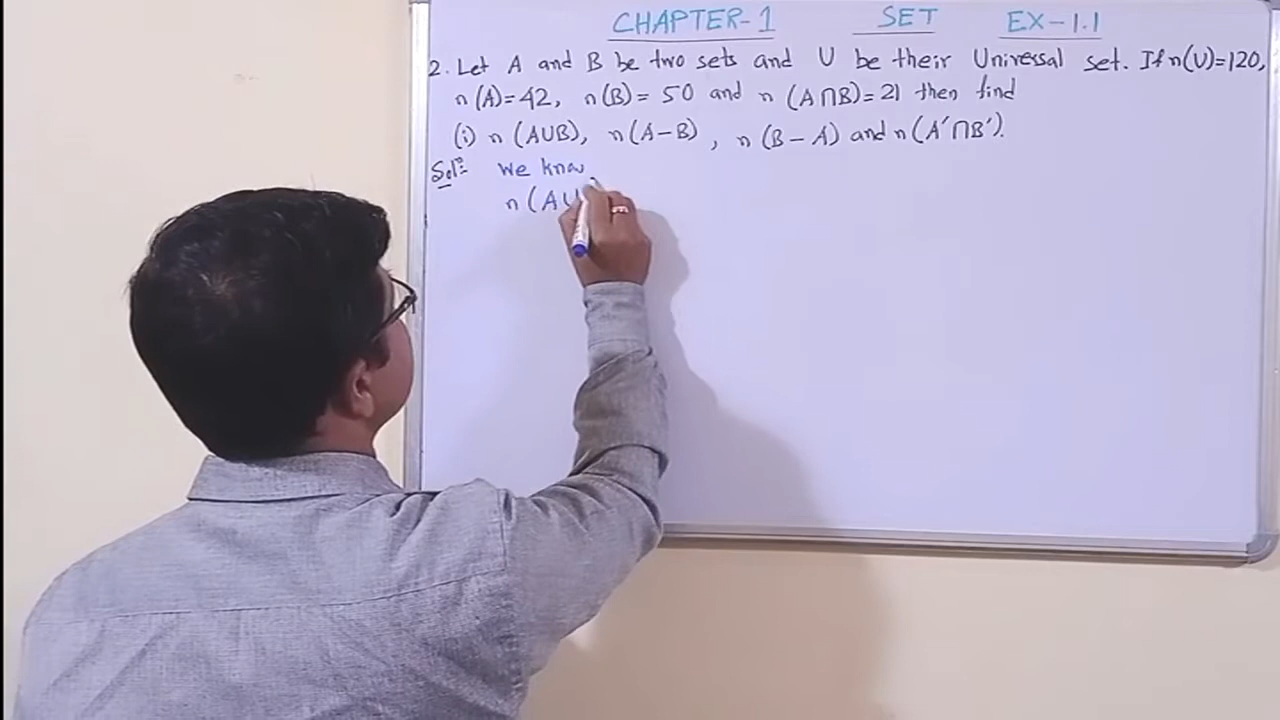 CHAPTER-1 SET EX-1.1
2. Let A and B be two sets and U be their Universal set. If n(U)=120,
n(A)=42, n(B)= 50 and n (A∩B)=21 then find
(i) n (A∪B), n(A-B), n(B-A) and n(A'∩B').
Solⁿ: We know
n(A∪